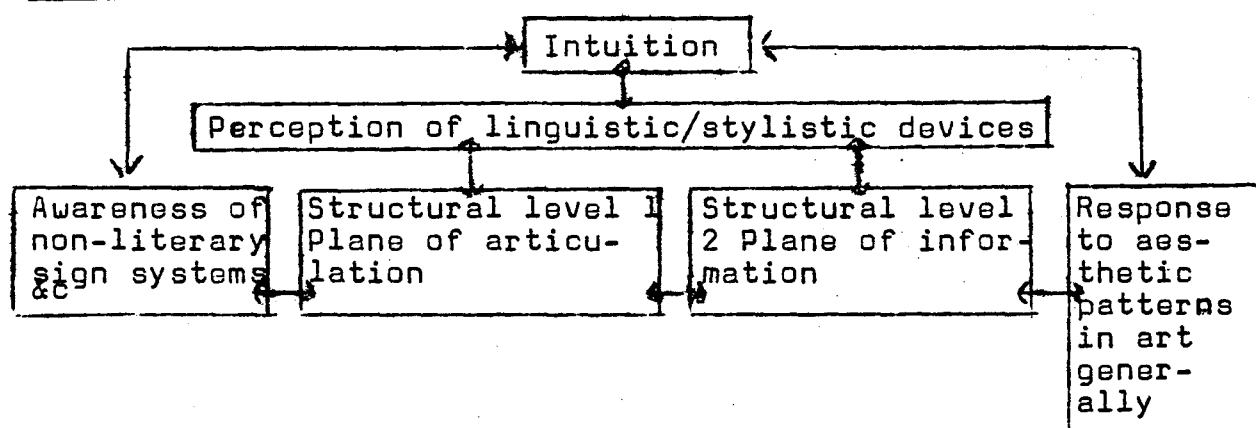 Intuition
Perception of linguistic/stylistic devices
Awareness of
non-literary
sign systems
&c
Structural level 1
Plane of articu-
lation
Structural level
2 Plane of infor-
mation
Response
to aes-
thetic
patterns
in art
gener-
ally